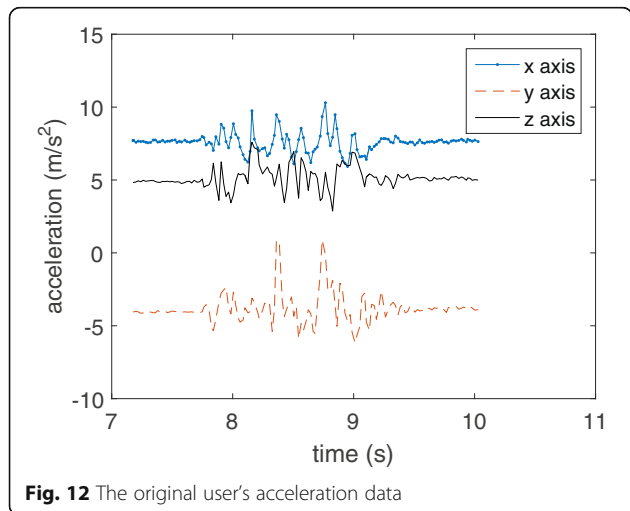 15
10
5
0
-5
-10
acceleration (m/s²)
x axis
y axis
z axis
7
8
9
10
11
time (s)
Fig. 12 The original user's acceleration data